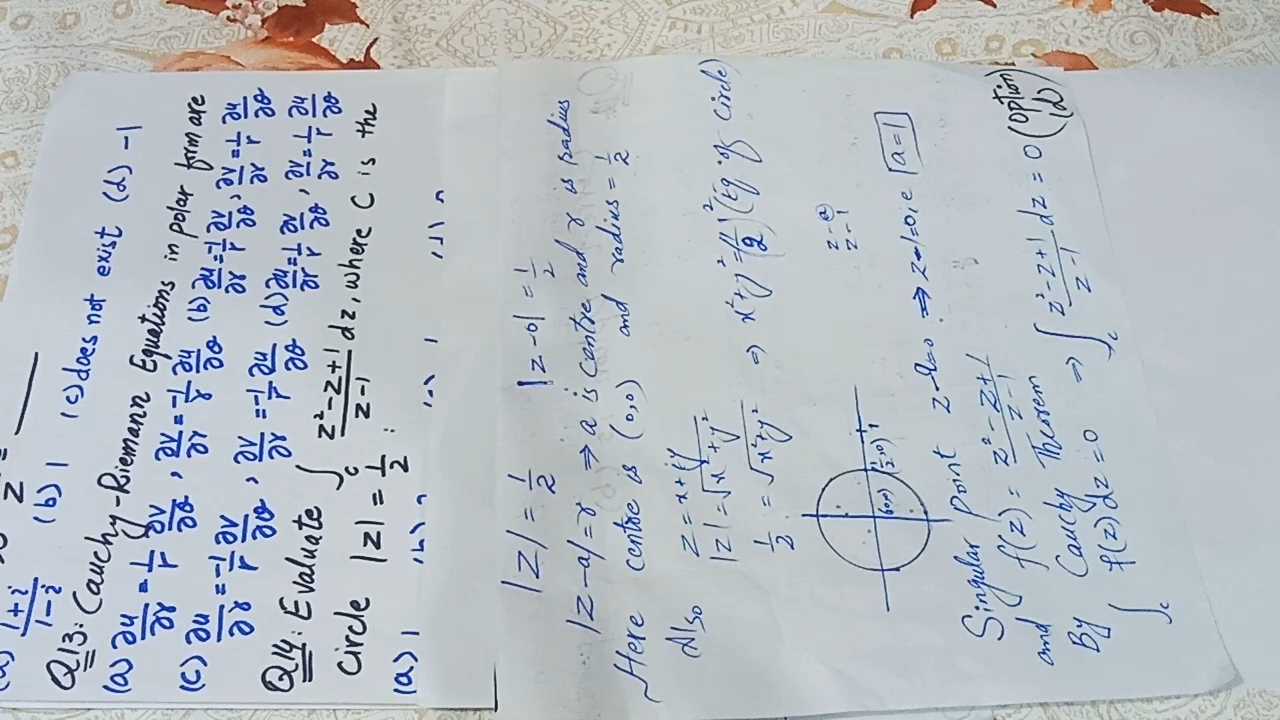 (b) 1 (c) does not exist (d) -1
Q13: Cauchy-Riemann Equations in polar form are
(a) ∂u/∂r = 1/r ∂v/∂θ, ∂v/∂r = -1/r ∂u/∂θ (b) ∂u/∂r = -1/r ∂v/∂θ, ∂v/∂r = 1/r ∂u/∂θ
(c) ∂u/∂r = -1/r ∂v/∂θ, ∂v/∂r = -1/r ∂u/∂θ (d) ∂u/∂r = 1/r ∂v/∂θ, ∂v/∂r = 1/r ∂u/∂θ
Q14: Evaluate ∫c (z²-z+1)/(z-1) dz, where C is the
Circle |z| = 1/2 :
(a) 1
|z| = 1/2 |z-0| = 1/2
|z-a| = r ⇒ a is centre and r is radius
Here centre is (0,0) and radius = 1/2
Also z = x+iy
|z| = √x²+y²
1/2 = √x²+y² ⇒ x²+y² = (1/2)² (Eq of circle)
z-a
z-1
(0,0) (1/2,0) 1
Singular point z-1=0 ⇒ z-1=0, i.e a=1
and f(z) = (z²-z+1)/(z-1)
By Cauchy Theorem
∫c f(z)dz = 0 ⇒ ∫c (z²-z+1)/(z-1) dz = 0 (option (d))